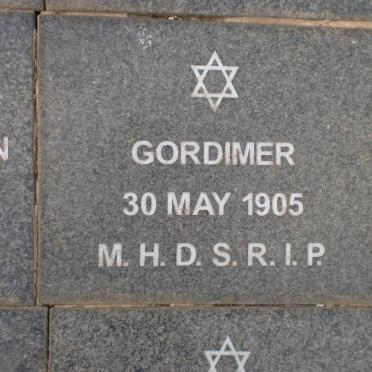 N
GORDIMER
30 MAY 1905
M. H. D. S. R. I. P.